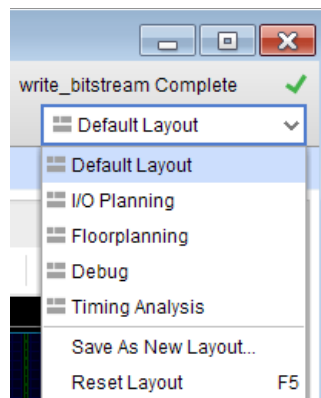 write_bitstream Complete
Default Layout
Default Layout
I/O Planning
Floorplanning
Debug
Timing Analysis
Save As New Layout...
Reset Layout F5